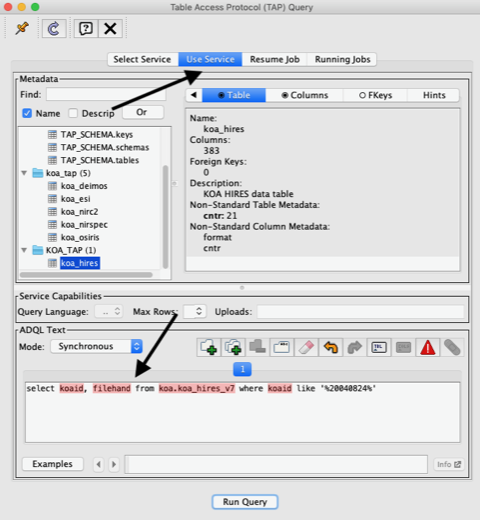 Table Access Protocol (TAP) Query
Select Service Use Service Resume Job Running Jobs
Metadata
Find:
Name Descrip Or
TAP_SCHEMA.keys
TAP_SCHEMA.schemas
TAP_SCHEMA.tables
koa_tap (5)
koa_deimos
koa_esi
koa_nirc2
koa_nirspec
koa_osiris
KOA_TAP (1)
koa_hires
Table Columns FKeys Hints
Name:
koa_hires
Columns:
383
Foreign Keys:
0
Description:
KOA HIRES data table
Non-Standard Table Metadata:
cntr: 21
Non-Standard Column Metadata:
format
cntr
Service Capabilities
Query Language: .. Max Rows: Uploads:
ADQL Text
Mode: Synchronous
1
select koaid, filehand from koa.koa_hires_v7 where koaid like '%20040824%'
Examples
Info
Run Query